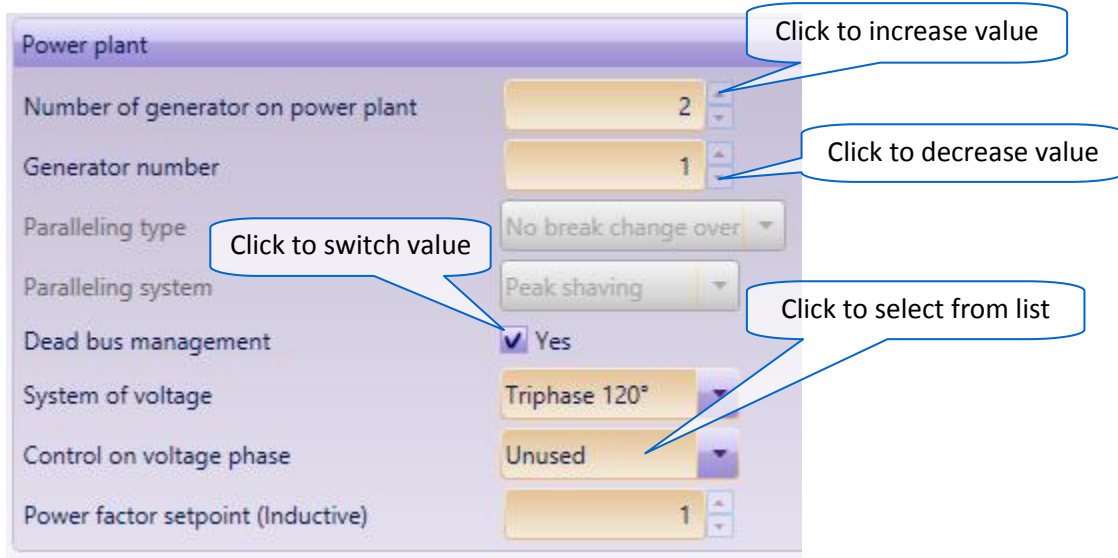 Power plant
Click to increase value
Number of generator on power plant 2
Generator number 1
Click to decrease value
Paralleling type No break change over
Click to switch value
Paralleling system Peak shaving
Click to select from list
Dead bus management Yes
System of voltage Triphase 120°
Control on voltage phase Unused
Power factor setpoint (Inductive) 1